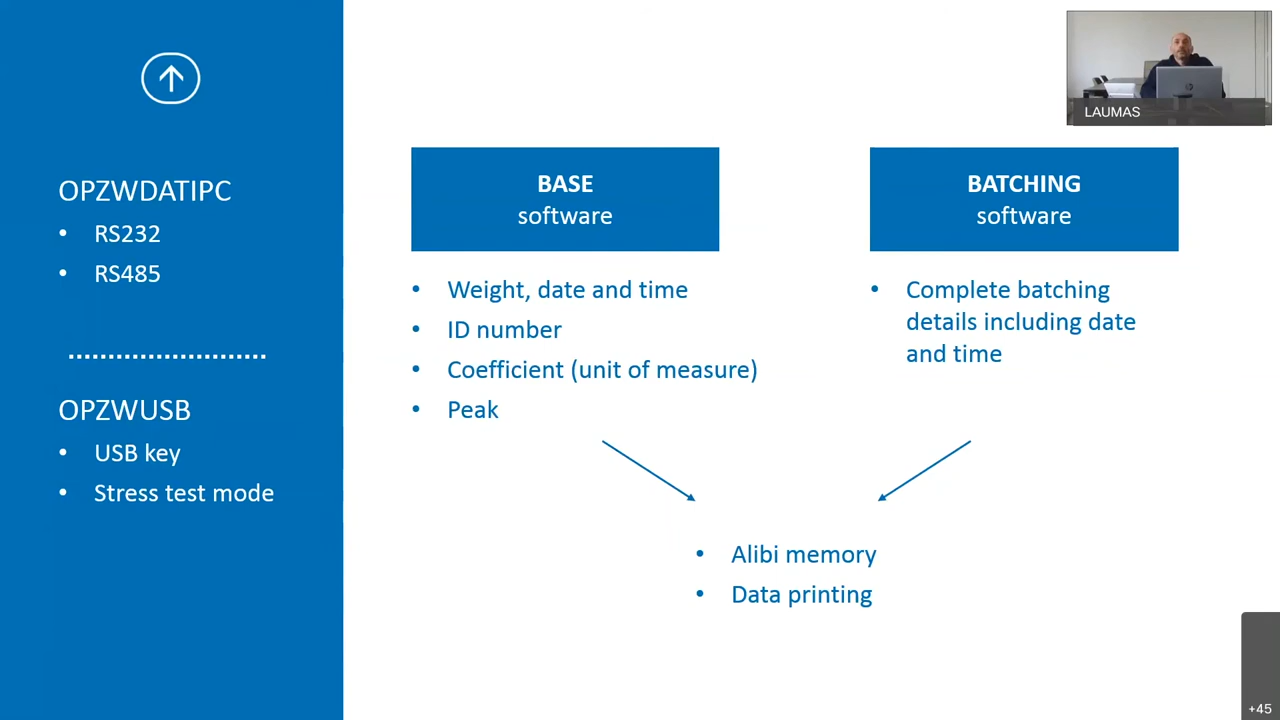 OPZWDATIPC
• RS232
• RS485
OPZWUSB
• USB key
• Stress test mode
BASE
software
• Weight, date and time
• ID number
• Coefficient (unit of measure)
• Peak
BATCHING
software
• Complete batching
details including date
and time
• Alibi memory
• Data printing
LAUMAS
+45